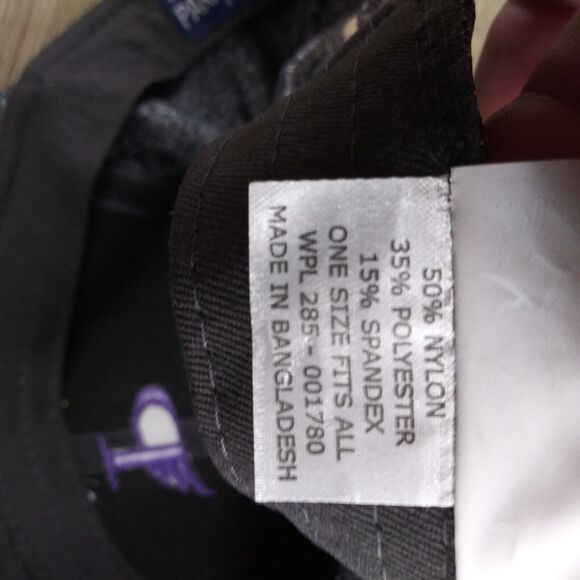 50% NYLON
35% POLYESTER
15% SPANDEX
ONE SIZE FITS ALL
WPL 285 - 001780
MADE IN BANGLADESH